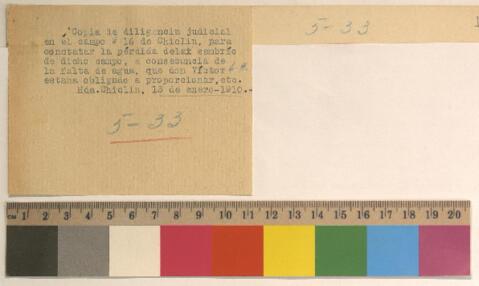 5-33
"Copia de diligencia judicial
en el campo # 16 de Chiclin, para
constatar la pérdida delax sembrío
de dicho campo, a consecuencia de
la falta de agua, que don Víctor
estaba obligado a proporcionar, etc.
Hda. Chiclin, 13 de enero-1910.-
5-33
CM 1 2 3 4 5 6 7 8 9 10 11 12 13 14 15 16 17 18 19 20